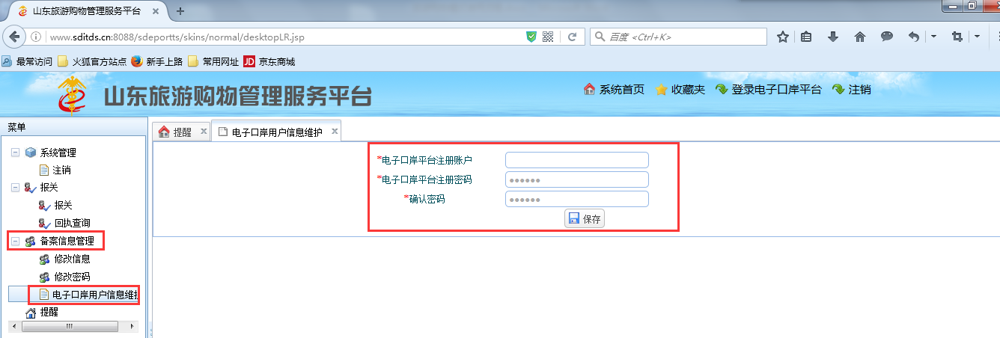 山东旅游购物管理服务平台
www.sditds.cn:8088/sdeportts/skins/normal/desktopLR.jsp
百度 <Ctrl+K>
最常访问 火狐官方站点 新手上路 常用网址 JD 京东商城
山东旅游购物管理服务平台
系统首页 收藏夹 登录电子口岸平台 注销
菜单
系统管理
注销
报关
报关
回执查询
备案信息管理
修改信息
修改密码
电子口岸用户信息维护
提醒
提醒 电子口岸用户信息维护
*电子口岸平台注册账户
*电子口岸平台注册密码
*确认密码
保存